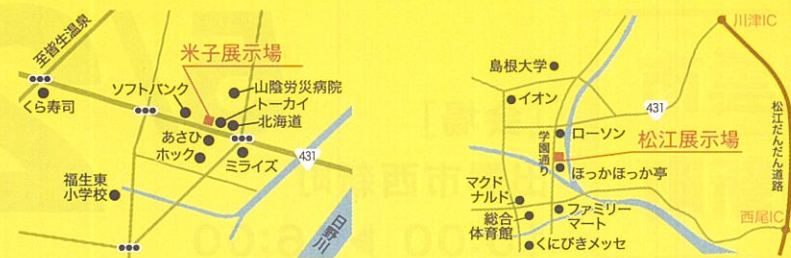 至皆生温泉
米子展示場
くら寿司
ソフトバンク
山陰労災病院
トーカイ
北海道
あさひ
ホック
ミライズ
431
福生東
小学校
日野川
川津IC
島根大学
イオン
431
ローソン
学園通り
松江展示場
ほっかほっか亭
松江だんだん道路
マクド
ナルド
総合
体育館
ファミリー
マート
くにびきメッセ
西尾IC